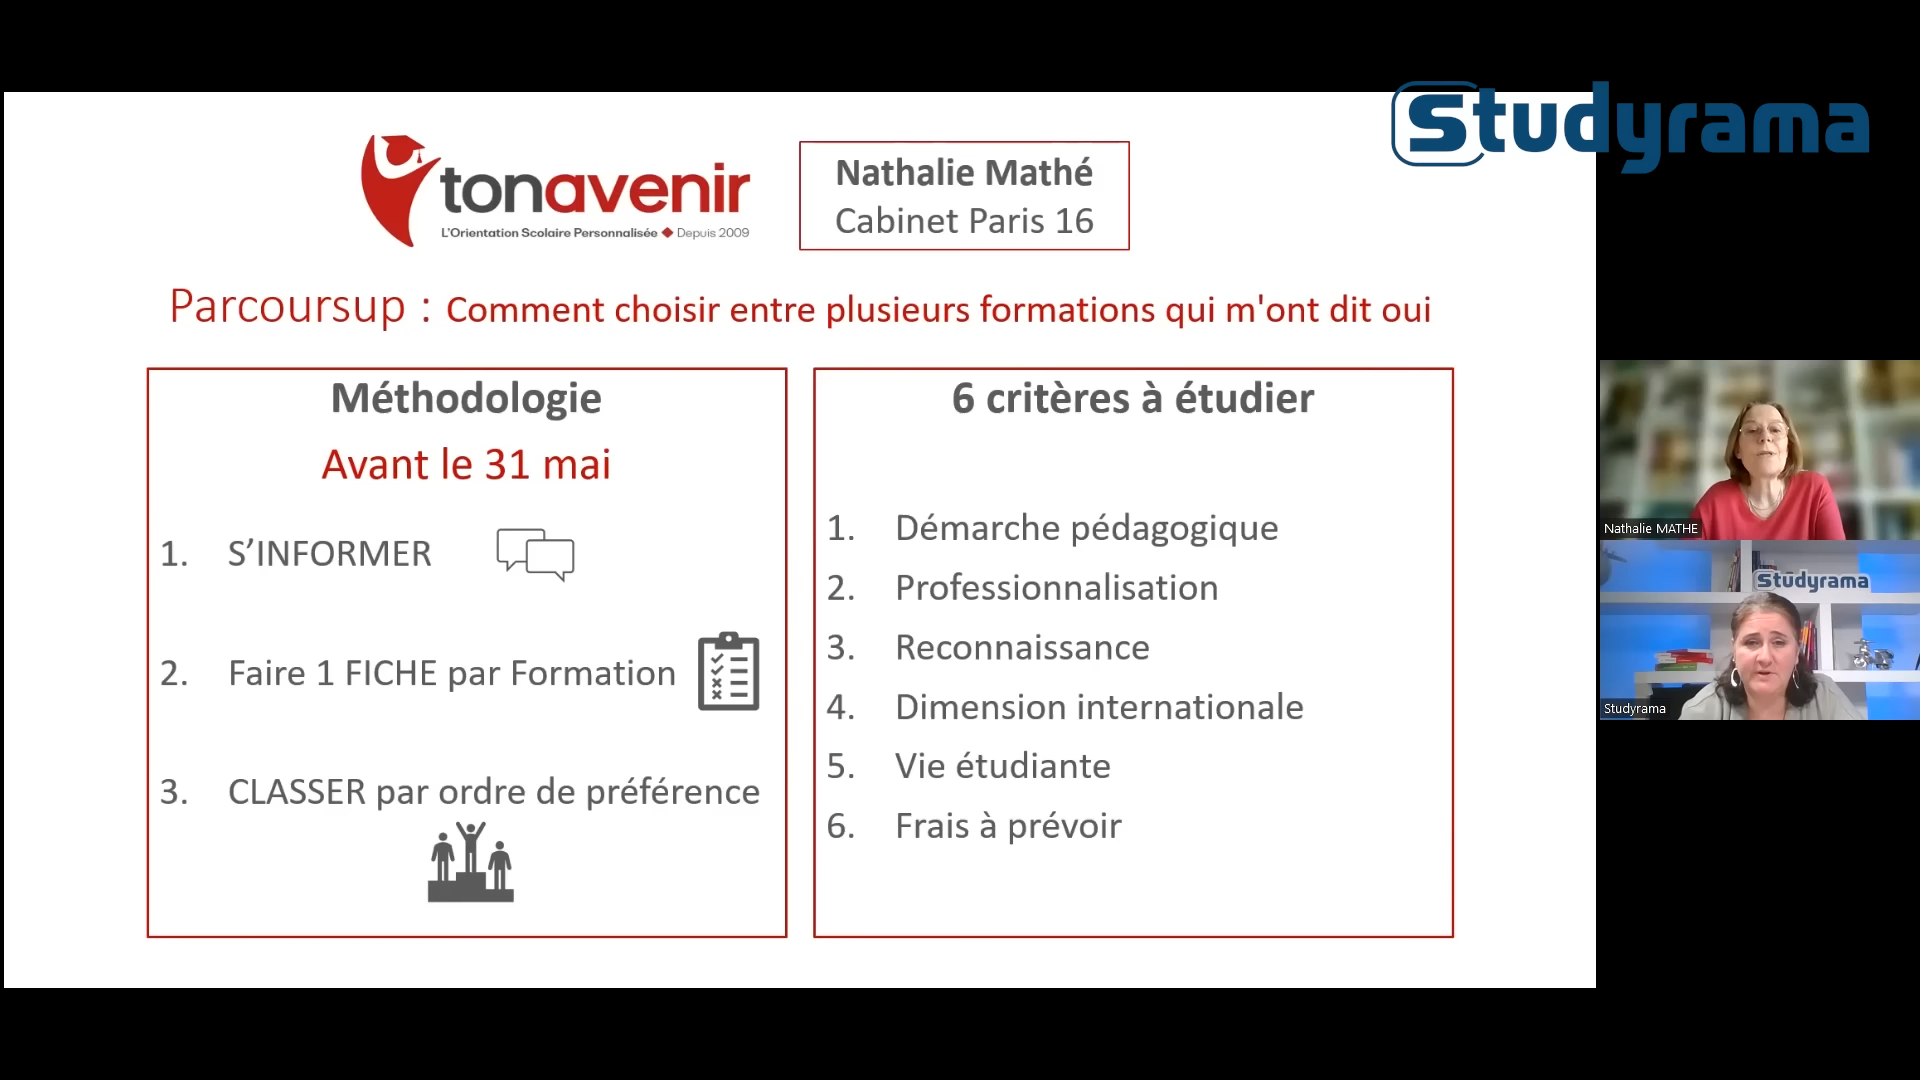 Studyrama
tonavenir
L'Orientation Scolaire Personnalisée ◆ Depuis 2009
Nathalie Mathé
Cabinet Paris 16
Parcoursup : Comment choisir entre plusieurs formations qui m'ont dit oui
Méthodologie
Avant le 31 mai
1. S’INFORMER
2. Faire 1 FICHE par Formation
3. CLASSER par ordre de préférence
6 critères à étudier
1. Démarche pédagogique
2. Professionnalisation
3. Reconnaissance
4. Dimension internationale
5. Vie étudiante
6. Frais à prévoir
Nathalie MATHE
Studyrama
Studyrama